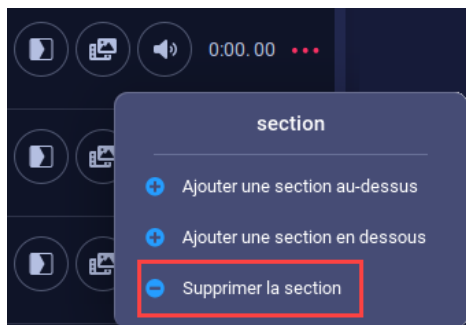 0:00.00
section
Ajouter une section au-dessus
Ajouter une section en dessous
Supprimer la section